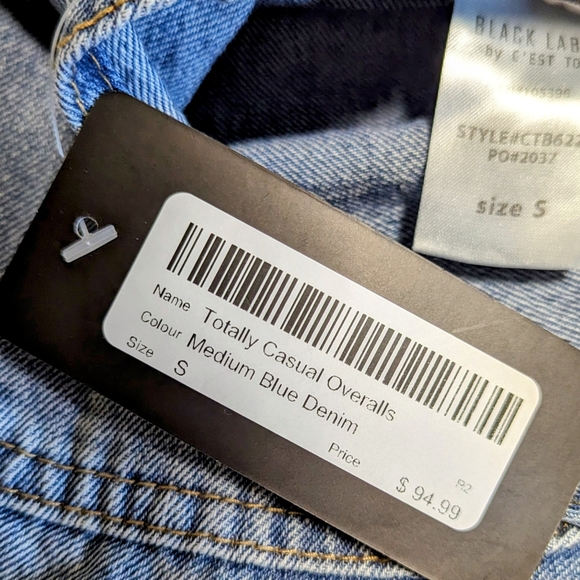 BLACK LAB
by C'EST TO
STYLE#CTB622
PO#2037
size S
Name Totally Casual Overalls
Colour Medium Blue Denim
Size S
Price
R2
$ 94.99